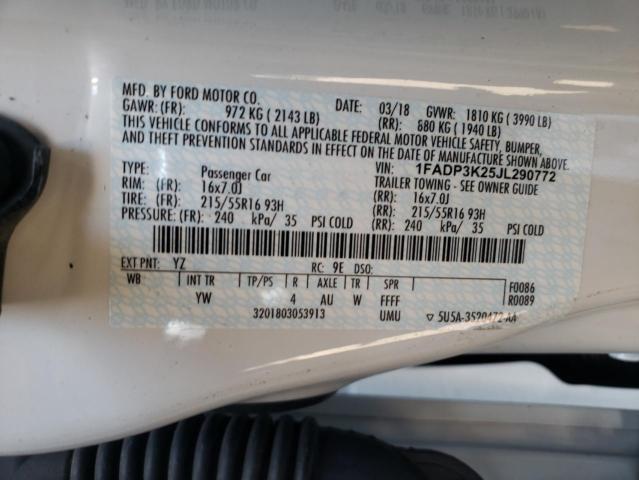 MFD. BY FORD MOTOR CO.
DATE: 03/18 GVWR: 1810 KG ( 3990 LB)
GAWR: (FR): 972 KG ( 2143 LB) (RR): 880 KG ( 1940 LB)
THIS VEHICLE CONFORMS TO ALL APPLICABLE FEDERAL MOTOR VEHICLE SAFETY, BUMPER,
AND THEFT PREVENTION STANDARDS IN EFFECT ON THE DATE OF MANUFACTURE SHOWN ABOVE.
VIN: 1FADP3K25JL290772
TYPE: Passenger Car TRAILER TOWING - SEE OWNER GUIDE
RIM: (FR): 16x7.0J (RR): 16x7.0J
TIRE: (FR): 215/55R16 93H (RR): 215/55R16 93H
PRESSURE: (FR): 240 kPa/ 35 PSI COLD (RR): 240 kPa/ 35 PSI COLD
EXT PNT: YZ RC: 9E DSO:
WB INT TR TP/PS R AXLE TR SPR F0086
YW 4 AU W FFFF R0089
3201803053913 UMU ▽ 5U5A-3520472-AA